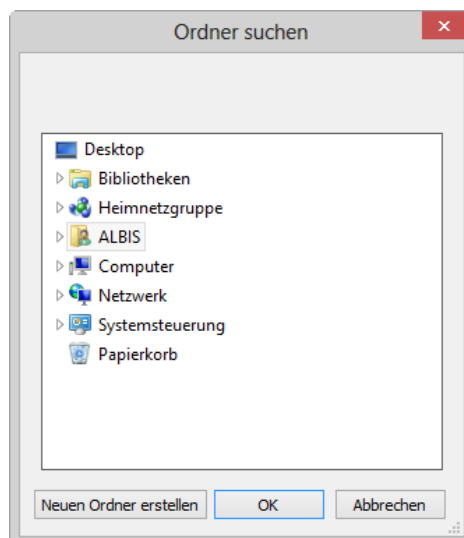 Ordner suchen
Desktop
Bibliotheken
Heimnetzgruppe
ALBIS
Computer
Netzwerk
Systemsteuerung
Papierkorb
Neuen Ordner erstellen OK Abbrechen